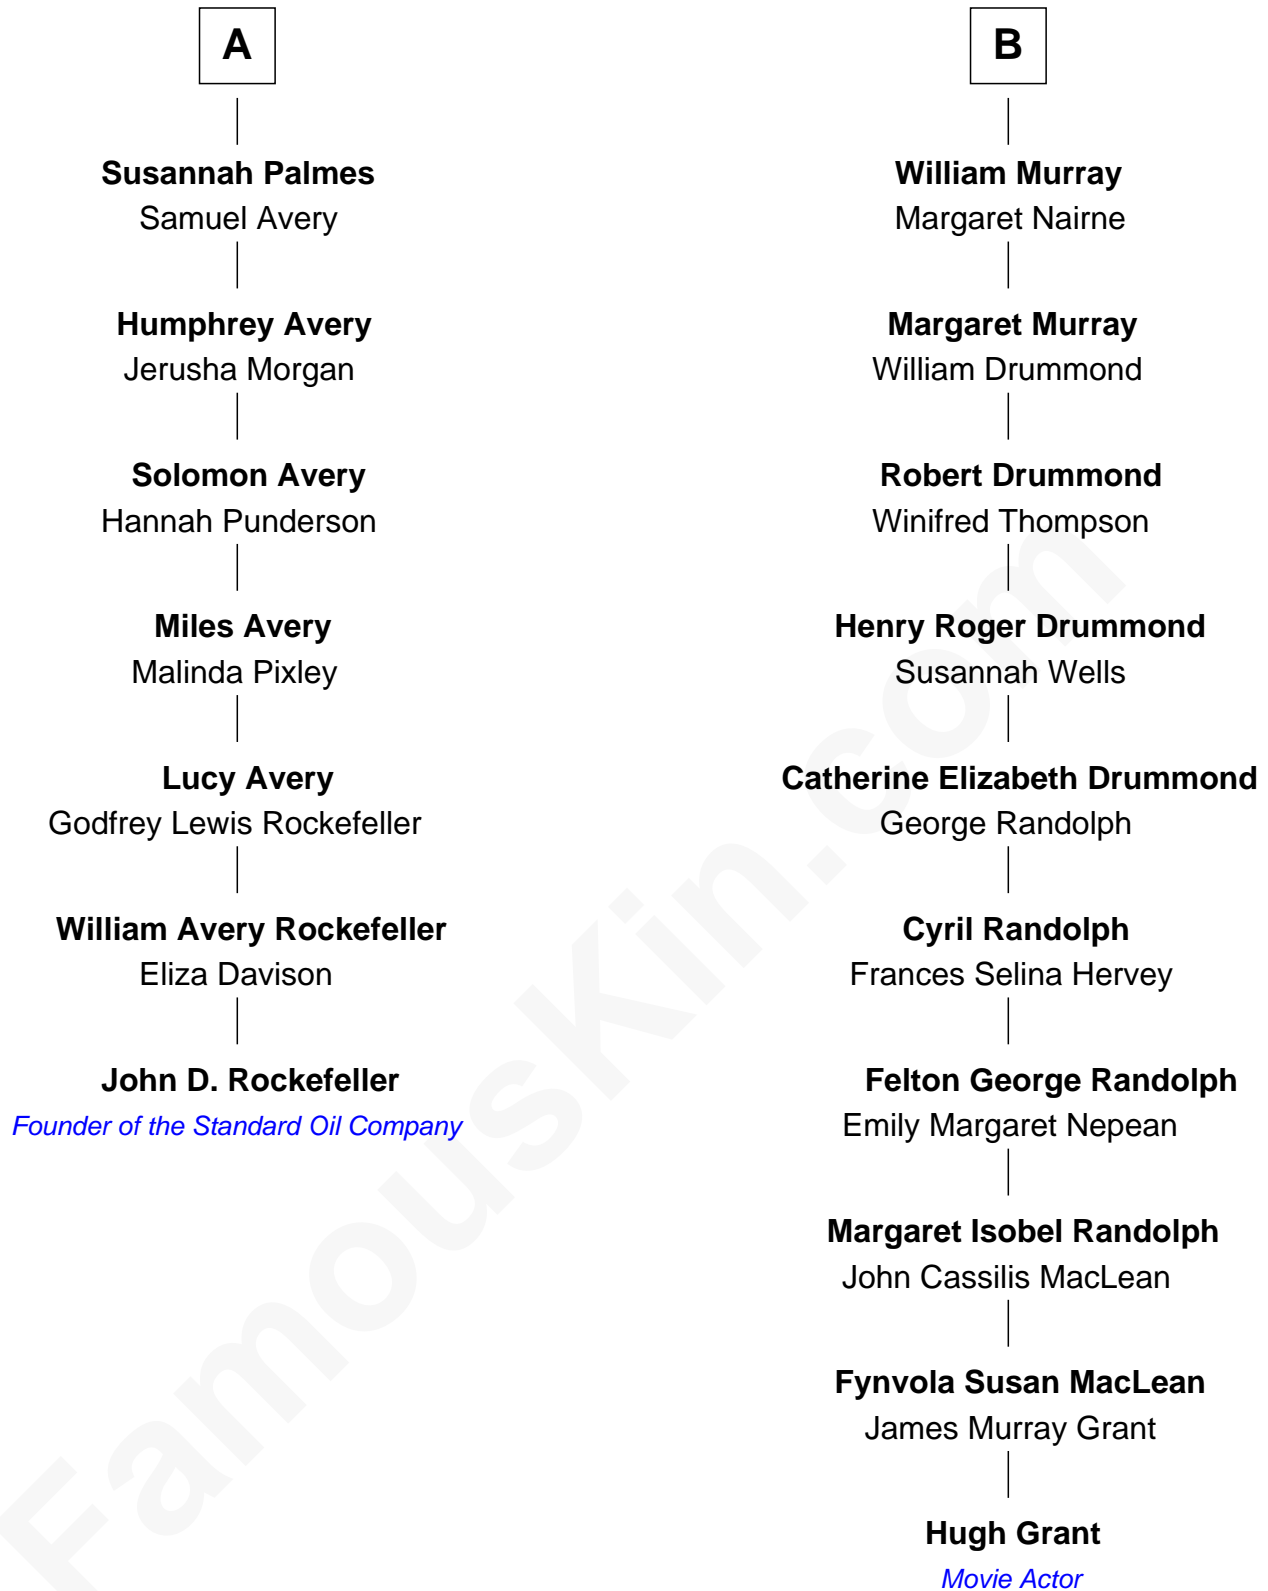 A
Susannah Palmes
Samuel Avery
Humphrey Avery
Jerusha Morgan
Solomon Avery
Hannah Punderson
Miles Avery
Malinda Pixley
Lucy Avery
Godfrey Lewis Rockefeller
William Avery Rockefeller
Eliza Davison
John D. Rockefeller
Founder of the Standard Oil Company
B
William Murray
Margaret Nairne
Margaret Murray
William Drummond
Robert Drummond
Winifred Thompson
Henry Roger Drummond
Susannah Wells
Catherine Elizabeth Drummond
George Randolph
Cyril Randolph
Frances Selina Hervey
Felton George Randolph
Emily Margaret Nepean
Margaret Isobel Randolph
John Cassilis MacLean
Fynvola Susan MacLean
James Murray Grant
Hugh Grant
Movie Actor
FamousKin.com